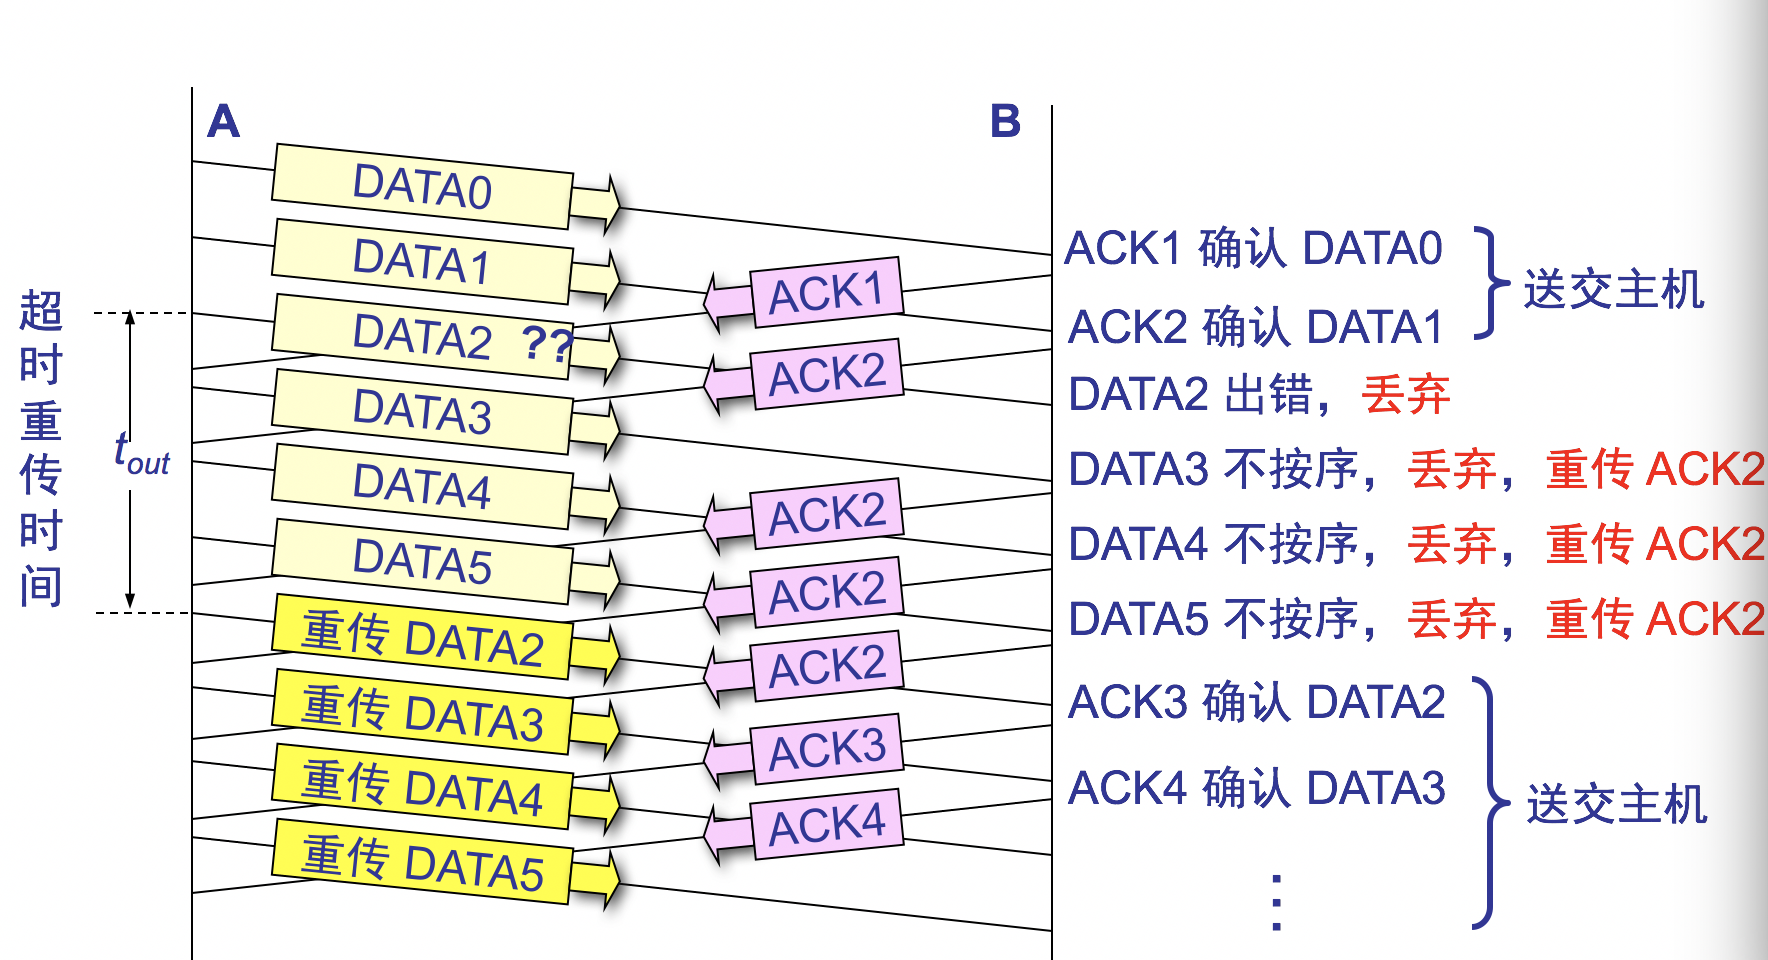 A
B
DATA0
DATA1
DATA2 ??
DATA3
DATA4
DATA5
重传 DATA2
重传 DATA3
重传 DATA4
重传 DATA5
ACK1
ACK2
ACK2
ACK2
ACK2
ACK3
ACK4
超时重传时间
tout
ACK1 确认 DATA0
ACK2 确认 DATA1
送交主机
DATA2 出错，丢弃
DATA3 不按序，丢弃，重传 ACK2
DATA4 不按序，丢弃，重传 ACK2
DATA5 不按序，丢弃，重传 ACK2
ACK3 确认 DATA2
ACK4 确认 DATA3
送交主机
⋮